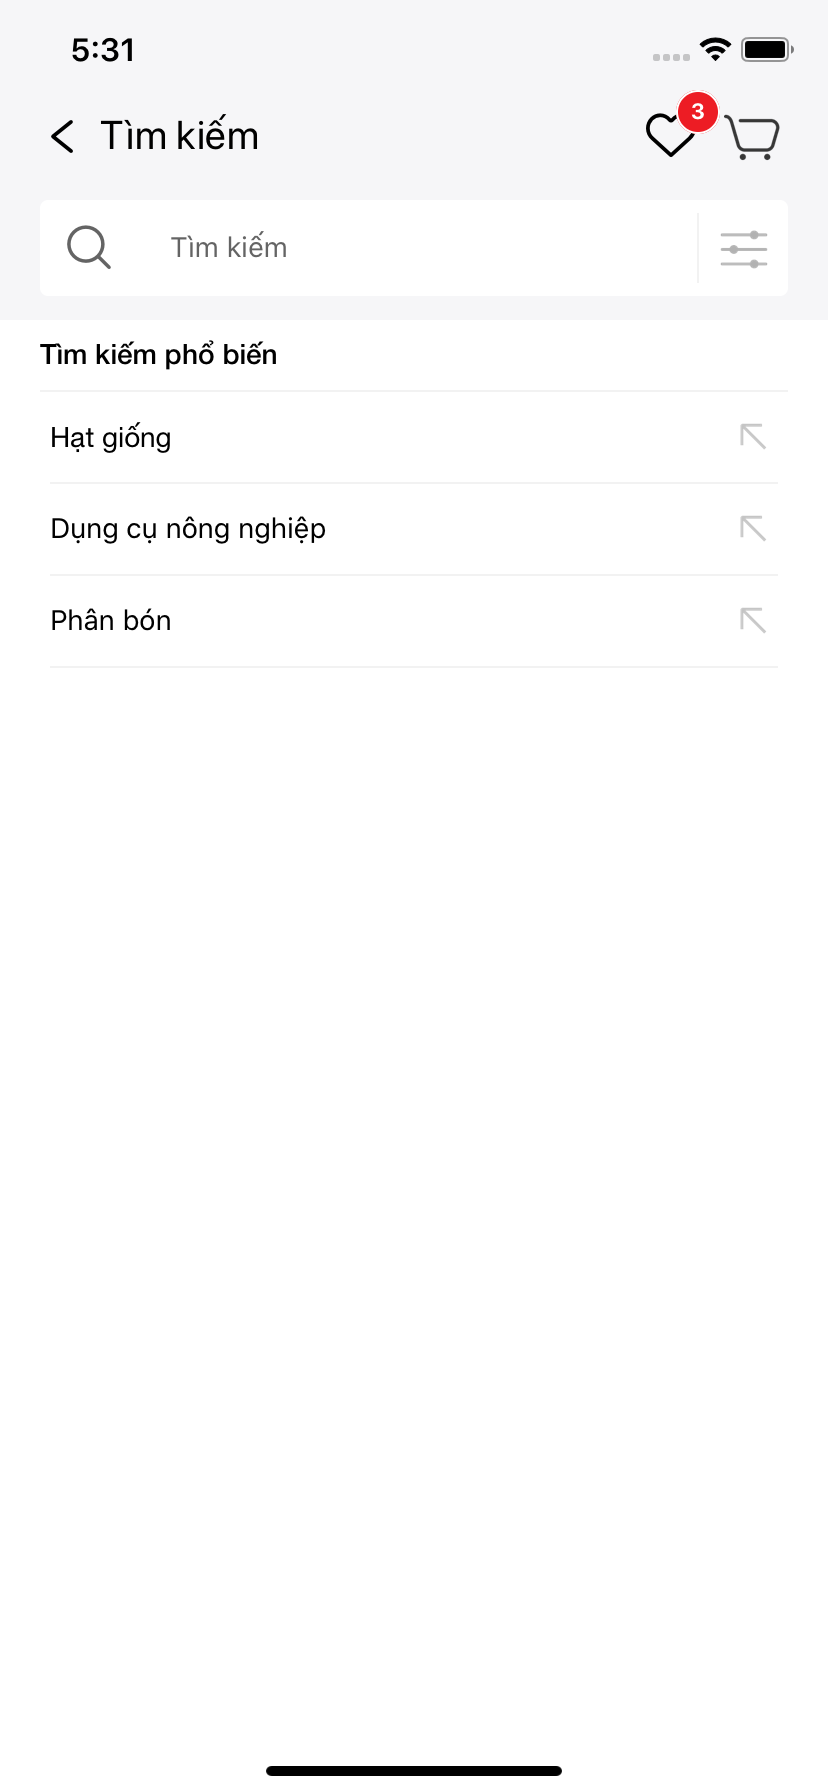 5:31
Tìm kiếm
3
Tìm kiếm
Tìm kiếm phổ biến
Hạt giống
Dụng cụ nông nghiệp
Phân bón